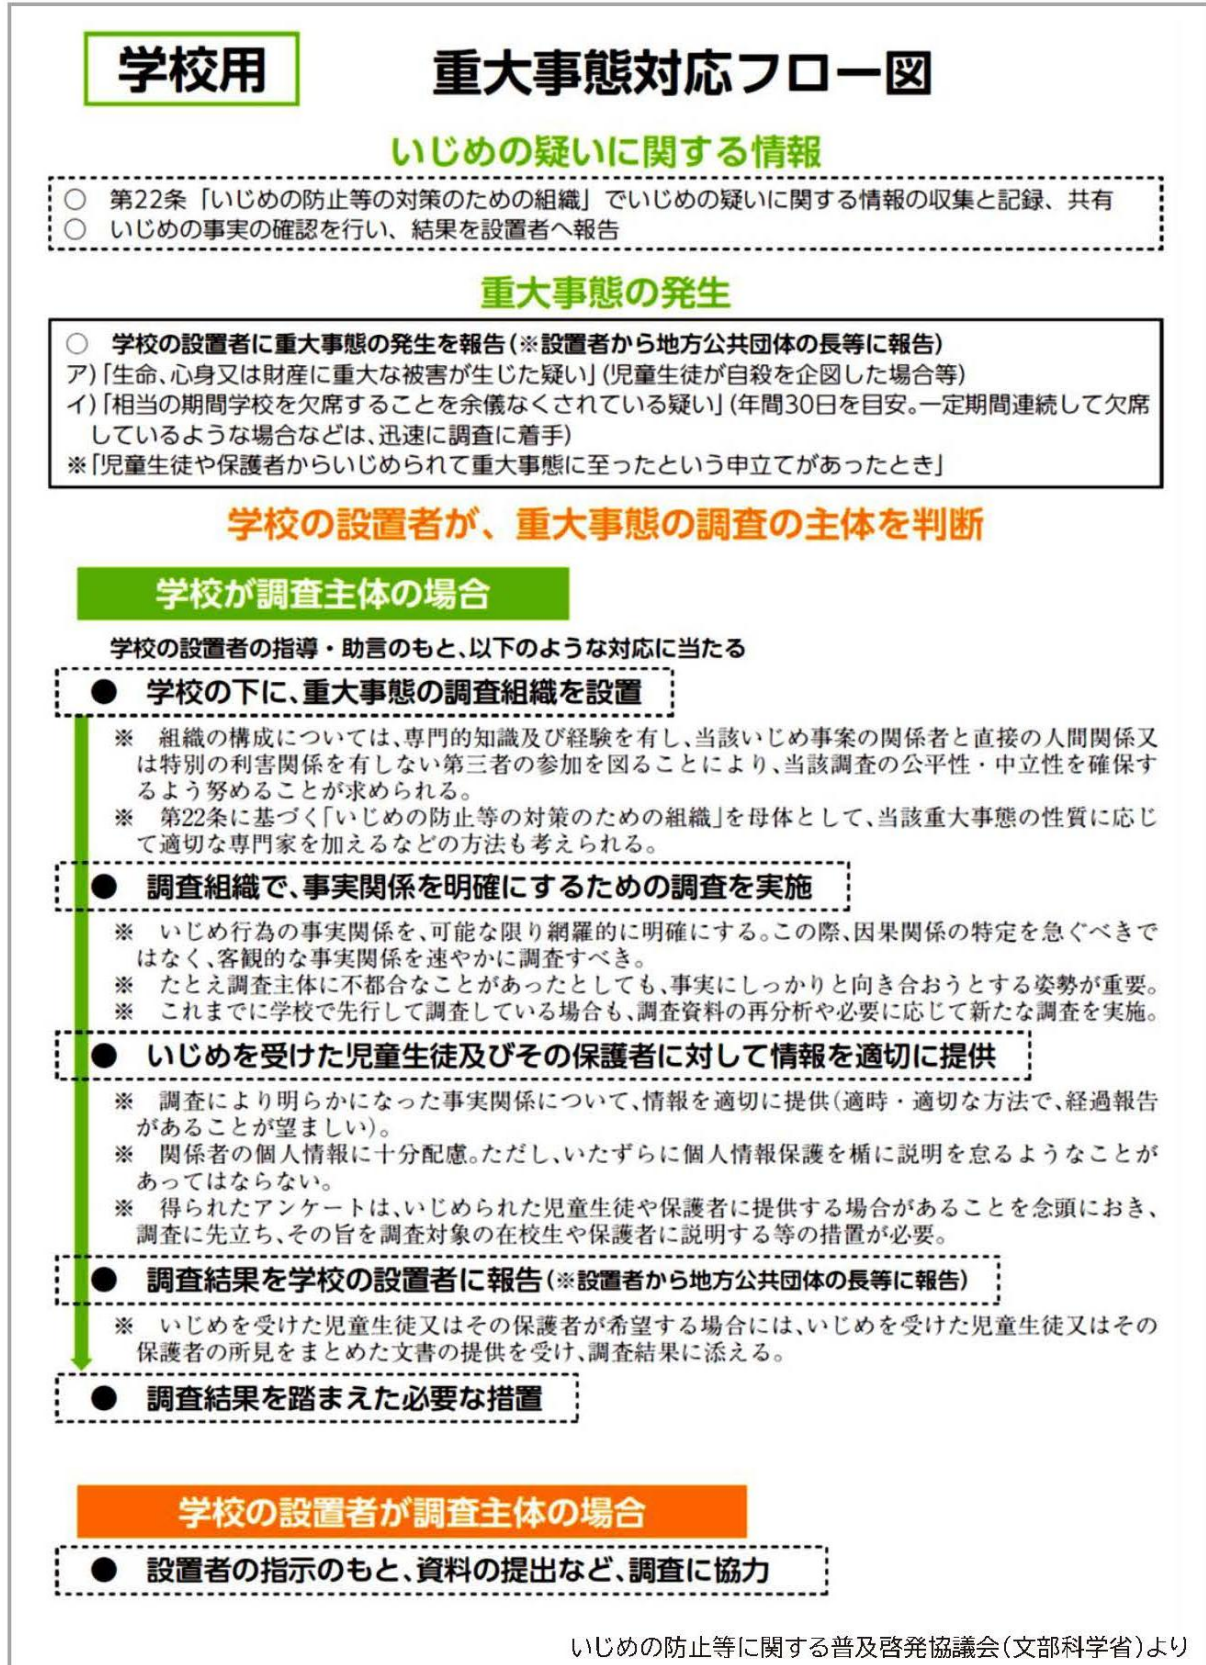 学校用
重大事態対応フロー図
いじめの疑いに関する情報
○　第22条「いじめの防止等の対策のための組織」でいじめの疑いに関する情報の収集と記録、共有
○　いじめの事実の確認を行い、結果を設置者へ報告
重大事態の発生
○　学校の設置者に重大事態の発生を報告(※設置者から地方公共団体の長等に報告)
ア)「生命、心身又は財産に重大な被害が生じた疑い」(児童生徒が自殺を企図した場合等)
イ)「相当の期間学校を欠席することを余儀なくされている疑い」(年間30日を目安。一定期間連続して欠席
しているような場合などは、迅速に調査に着手)
※「児童生徒や保護者からいじめられて重大事態に至ったという申立てがあったとき」
学校の設置者が、重大事態の調査の主体を判断
学校が調査主体の場合
学校の設置者の指導・助言のもと、以下のような対応に当たる
●　学校の下に、重大事態の調査組織を設置
※　組織の構成については、専門的知識及び経験を有し、当該いじめ事案の関係者と直接の人間関係又
は特別の利害関係を有しない第三者の参加を図ることにより、当該調査の公平性・中立性を確保す
るよう努めることが求められる。
※　第22条に基づく「いじめの防止等の対策のための組織」を母体として、当該重大事態の性質に応じ
て適切な専門家を加えるなどの方法も考えられる。
●　調査組織で、事実関係を明確にするための調査を実施
※　いじめ行為の事実関係を、可能な限り網羅的に明確にする。この際、因果関係の特定を急ぐべきで
はなく、客観的な事実関係を速やかに調査すべき。
※　たとえ調査主体に不都合なことがあったとしても、事実にしっかりと向き合おうとする姿勢が重要。
※　これまでに学校で先行して調査している場合も、調査資料の再分析や必要に応じて新たな調査を実施。
●　いじめを受けた児童生徒及びその保護者に対して情報を適切に提供
※　調査により明らかになった事実関係について、情報を適切に提供(適時・適切な方法で、経過報告
があることが望ましい)。
※　関係者の個人情報に十分配慮。ただし、いたずらに個人情報保護を楯に説明を怠るようなことが
あってはならない。
※　得られたアンケートは、いじめられた児童生徒や保護者に提供する場合があることを念頭におき、
調査に先立ち、その旨を調査対象の在校生や保護者に説明する等の措置が必要。
●　調査結果を学校の設置者に報告(※設置者から地方公共団体の長等に報告)
※　いじめを受けた児童生徒又はその保護者が希望する場合には、いじめを受けた児童生徒又はその
保護者の所見をまとめた文書の提供を受け、調査結果に添える。
●　調査結果を踏まえた必要な措置
学校の設置者が調査主体の場合
●　設置者の指示のもと、資料の提出など、調査に協力
いじめの防止等に関する普及啓発協議会(文部科学省)より